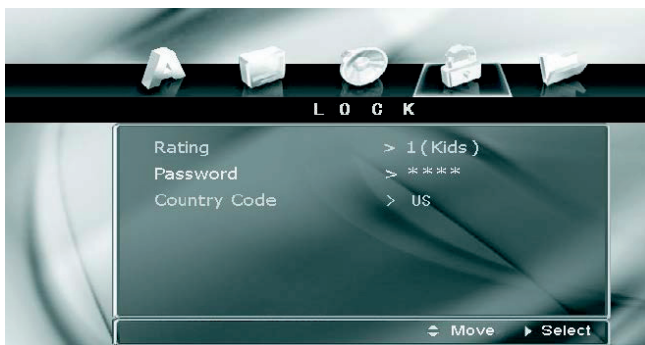 L O C K
Rating > 1 ( Kids )
Password > ****
Country Code > US
Move Select